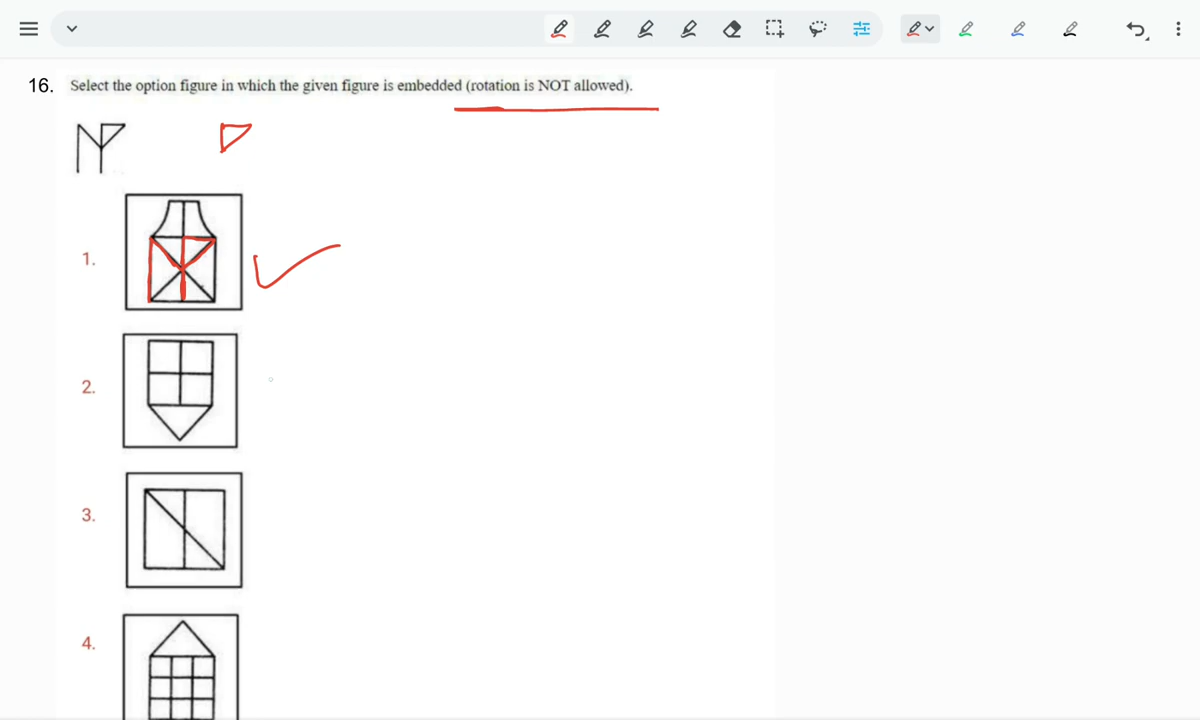 16. Select the option figure in which the given figure is embedded (rotation is NOT allowed).
1.
2.
3.
4.